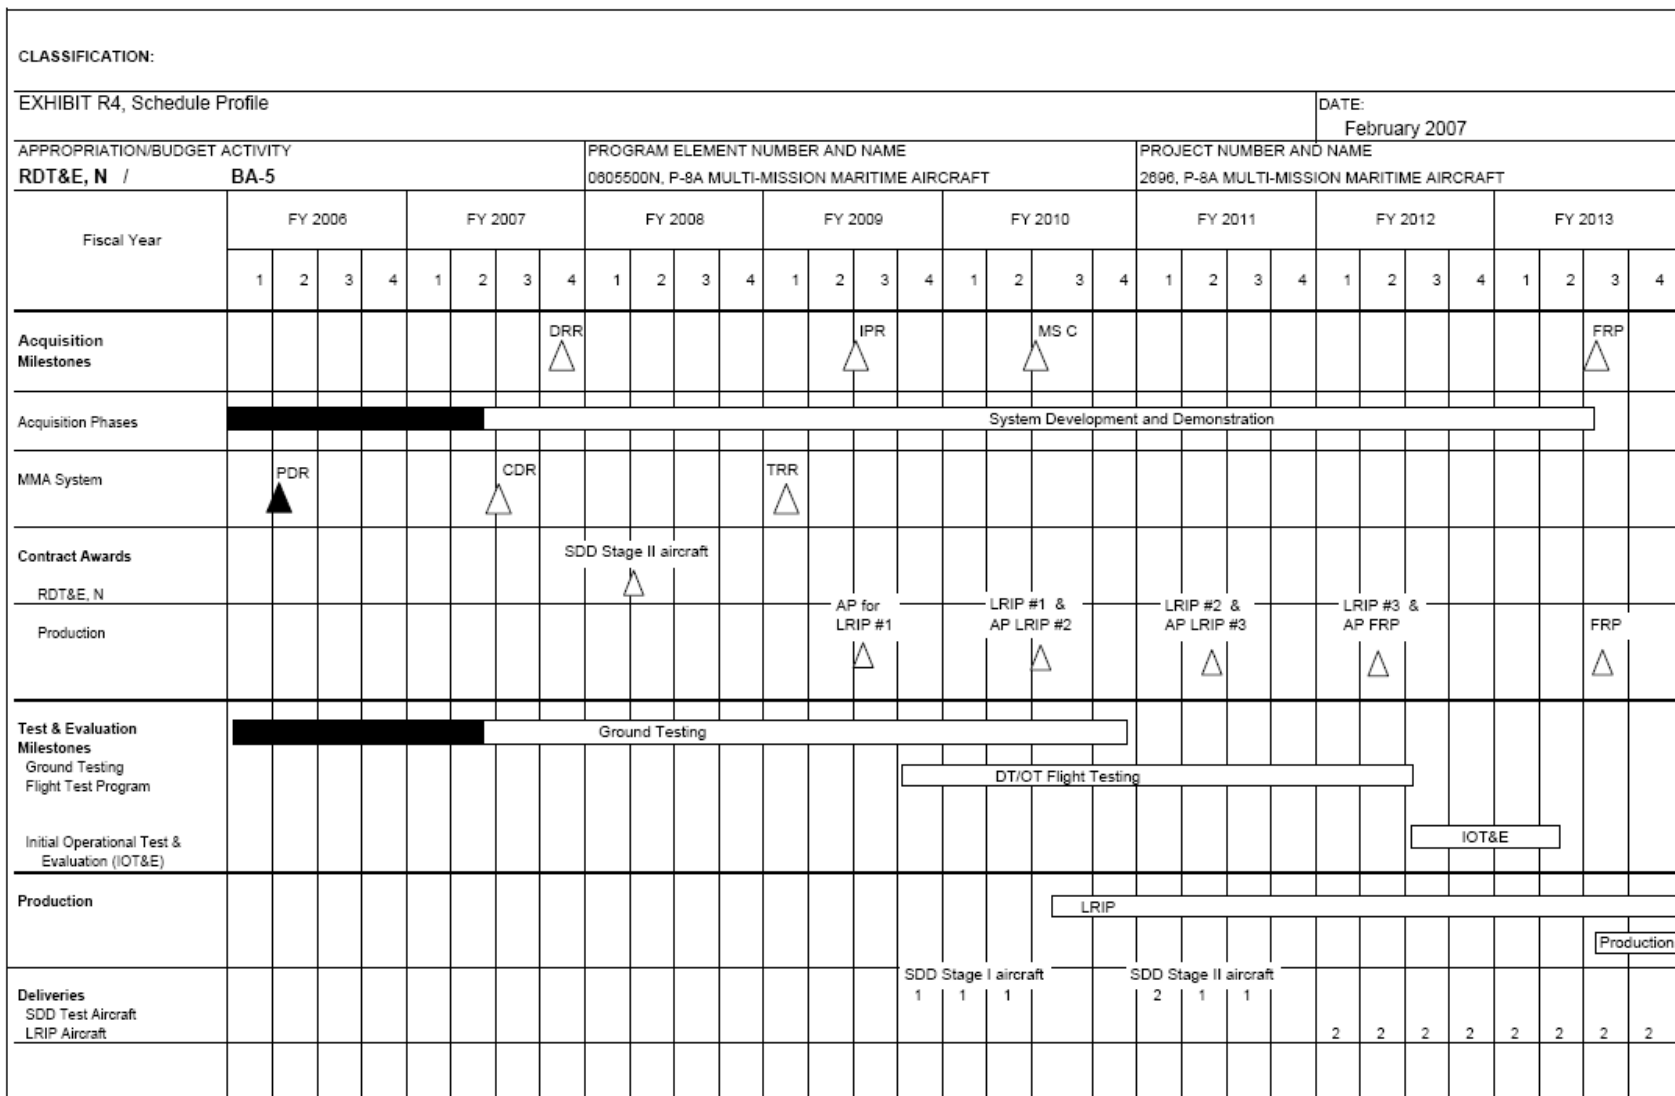 CLASSIFICATION:
EXHIBIT R4, Schedule Profile
DATE:
February 2007
APPROPRIATION/BUDGET ACTIVITY
PROGRAM ELEMENT NUMBER AND NAME
PROJECT NUMBER AND NAME
RDT&E, N / BA-5
0605500N, P-8A MULTI-MISSION MARITIME AIRCRAFT
2696, P-8A MULTI-MISSION MARITIME AIRCRAFT
Fiscal Year
FY 2006 FY 2007 FY 2008 FY 2009 FY 2010 FY 2011 FY 2012 FY 2013
1 2 3 4 1 2 3 4 1 2 3 4 1 2 3 4 1 2 3 4 1 2 3 4 1 2 3 4 1 2 3 4
Acquisition
Milestones
DRR IPR MS C FRP
Acquisition Phases
System Development and Demonstration
MMA System
PDR CDR TRR
Contract Awards
SDD Stage II aircraft
RDT&E, N
Production
AP for
LRIP #1
LRIP #1 &
AP LRIP #2
LRIP #2 &
AP LRIP #3
LRIP #3 &
AP FRP
FRP
Test & Evaluation
Milestones
Ground Testing
Ground Testing
Flight Test Program
DT/OT Flight Testing
Initial Operational Test &
Evaluation (IOT&E)
IOT&E
Production
LRIP
Production
Deliveries
SDD Stage I aircraft
SDD Stage II aircraft
1 1 1 2 1 1
SDD Test Aircraft
LRIP Aircraft
2 2 2 2 2 2 2 2